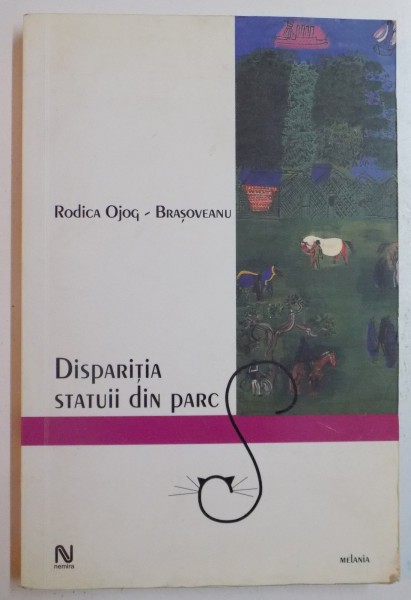 Rodica Ojog - Brașoveanu
Dispariția
statuii din parc
nemira
Melania